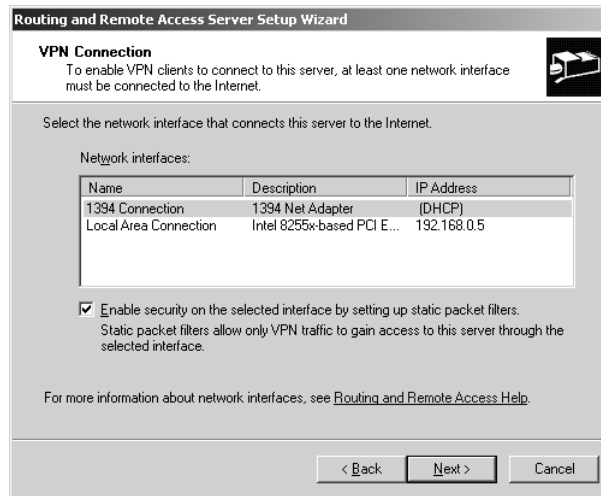 Routing and Remote Access Server Setup Wizard
VPN Connection
To enable VPN clients to connect to this server, at least one network interface
must be connected to the Internet.
Select the network interface that connects this server to the Internet.
Network interfaces:
Name Description IP Address
1394 Connection 1394 Net Adapter (DHCP)
Local Area Connection Intel 8255x-based PCI E... 192.168.0.5
Enable security on the selected interface by setting up static packet filters.
Static packet filters allow only VPN traffic to gain access to this server through the
selected interface.
For more information about network interfaces, see Routing and Remote Access Help.
< Back Next > Cancel